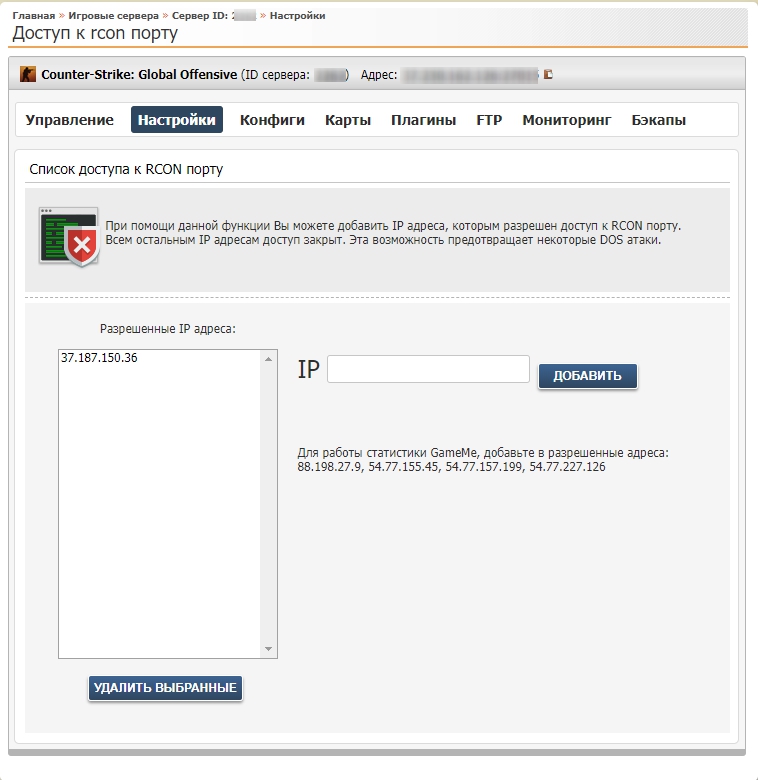 Главная » Игровые сервера » Сервер ID: » Настройки
Доступ к rcon порту
Counter-Strike: Global Offensive (ID сервера: ) Адрес:
Управление Настройки Конфиги Карты Плагины FTP Мониторинг Бэкапы
Список доступа к RCON порту
При помощи данной функции Вы можете добавить IP адреса, которым разрешен доступ к RCON порту.
Всем остальным IP адресам доступ закрыт. Эта возможность предотвращает некоторые DOS атаки.
Разрешенные IP адреса:
37.187.150.36
IP ДОБАВИТЬ
Для работы статистики GameMe, добавьте в разрешенные адреса:
88.198.27.9, 54.77.155.45, 54.77.157.199, 54.77.227.126
УДАЛИТЬ ВЫБРАННЫЕ